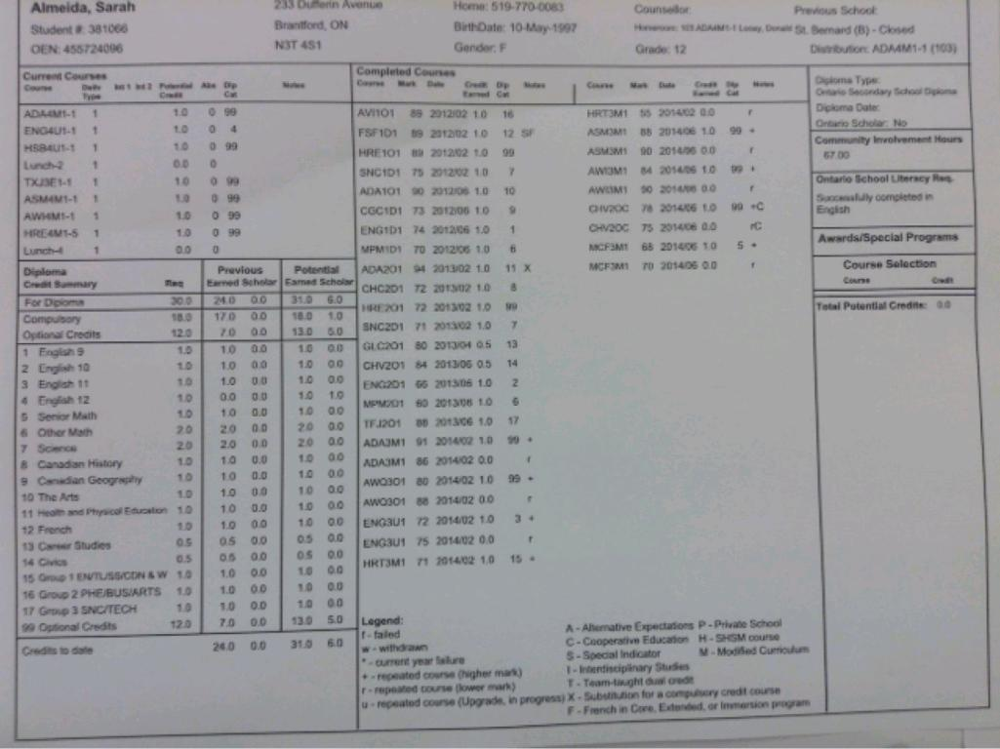 Almeida, Sarah
Student #: 381066
OEN: 455724096
233 Dufferin Avenue
Brantford, ON
N3T 4S1
Home: 519-770-0083
BirthDate: 10-May-1997
Gender: F
Counsellor:
Homeroom: 103 ADA4M1-1 Donald
Grade: 12
Previous School:
St. Bernard (B) - Closed
Distribution: ADA4M1-1 (103)
Current Courses
Course Daily Type Int 1 Int 2 Potential Credit Abs Dip Cat Notes
ADA4M1-1 1 1.0 0 99
ENG4U1-1 1 1.0 0 4
HSB4U1-1 1 1.0 0 99
Lunch-2 1 0.0 0
TXJ3E1-1 1 1.0 0 99
ASM4M1-1 1 1.0 0 99
AWI4M1-1 1 1.0 0 99
HRE4M1-5 1 1.0 0 99
Lunch-4 1 0.0 0
Diploma Credit Summary Req Previous Earned Scholar Potential Earned Scholar
For Diploma 30.0 24.0 0.0 31.0 6.0
Compulsory 18.0 17.0 0.0 18.0 1.0
Optional Credits 12.0 7.0 0.0 13.0 5.0
1 English 9 1.0 1.0 0.0 1.0 0.0
2 English 10 1.0 1.0 0.0 1.0 0.0
3 English 11 1.0 1.0 0.0 1.0 0.0
4 English 12 1.0 0.0 0.0 1.0 1.0
5 Senior Math 1.0 1.0 0.0 1.0 0.0
6 Other Math 2.0 2.0 0.0 2.0 0.0
7 Science 2.0 2.0 0.0 2.0 0.0
8 Canadian History 1.0 1.0 0.0 1.0 0.0
9 Canadian Geography 1.0 1.0 0.0 1.0 0.0
10 The Arts 1.0 1.0 0.0 1.0 0.0
11 Health and Physical Education 1.0 1.0 0.0 1.0 0.0
12 French 1.0 1.0 0.0 1.0 0.0
13 Career Studies 0.5 0.5 0.0 0.5 0.0
14 Civics 0.5 0.5 0.0 0.5 0.0
15 Group 1 EN/TL/SS/CDN & W 1.0 1.0 0.0 1.0 0.0
16 Group 2 PHE/BUS/ARTS 1.0 1.0 0.0 1.0 0.0
17 Group 3 SNC/TECH 1.0 1.0 0.0 1.0 0.0
99 Optional Credits 12.0 7.0 0.0 13.0 5.0
Credits to date 24.0 0.0 31.0 6.0
Completed Courses
Course Mark Date Credit Earned Dip Cat Notes
AVI1O1 89 2012/02 1.0 16
FSF1D1 89 2012/02 1.0 12 SF
HRE1O1 89 2012/02 1.0 99
SNC1D1 75 2012/06 1.0 7
ADA1O1 90 2012/06 1.0 10
CGC1D1 73 2012/06 1.0 9
ENG1D1 74 2012/06 1.0 1
MPM1D1 70 2012/06 1.0 6
ADA2O1 94 2013/02 1.0 11 X
CHC2D1 72 2013/02 1.0 8
HRE2O1 72 2013/02 1.0 99
SNC2D1 71 2013/02 1.0 7
GLC2O1 80 2013/04 0.5 13
CHV2O1 84 2013/06 0.5 14
ENG2D1 66 2013/06 1.0 2
MPM2D1 60 2013/06 1.0 6
TFJ2O1 88 2013/06 1.0 17
ADA3M1 91 2014/02 1.0 99 +
ADA3M1 86 2014/02 0.0 r
AWQ3O1 80 2014/02 1.0 99 +
AWQ3O1 88 2014/02 0.0 r
ENG3U1 72 2014/02 1.0 3 +
ENG3U1 75 2014/02 0.0 r
HRT3M1 71 2014/02 1.0 15 +
Course Mark Date Credit Earned Dip Cat Notes
HRT3M1 55 2014/02 0.0 r
ASM3M1 88 2014/06 1.0 99 +
ASM3M1 90 2014/06 0.0 r
AWI3M1 84 2014/06 1.0 99 +
AWI3M1 90 2014/06 0.0 r
CHV2OC 78 2014/06 1.0 99 +C
CHV2OC 75 2014/06 0.0 rC
MCF3M1 68 2014/06 1.0 5 +
MCF3M1 70 2014/06 0.0 r
Legend:
f - failed
w - withdrawn
* - current year failure
+ - repeated course (higher mark)
r - repeated course (lower mark)
u - repeated course (Upgrade, in progress)
A - Alternative Expectations
C - Cooperative Education
S - Special Indicator
I - Interdisciplinary Studies
T - Team-taught dual credit
X - Substitution for a compulsory credit course
F - French in Core, Extended, or Immersion program
P - Private School
H - SHSM course
M - Modified Curriculum
Diploma Type:
Ontario Secondary School Diploma
Diploma Date:
Ontario Scholar: No
Community Involvement Hours
67.00
Ontario School Literacy Req.
Successfully completed in
English
Awards/Special Programs
Course Selection
Course Credit
Total Potential Credits: 0.0